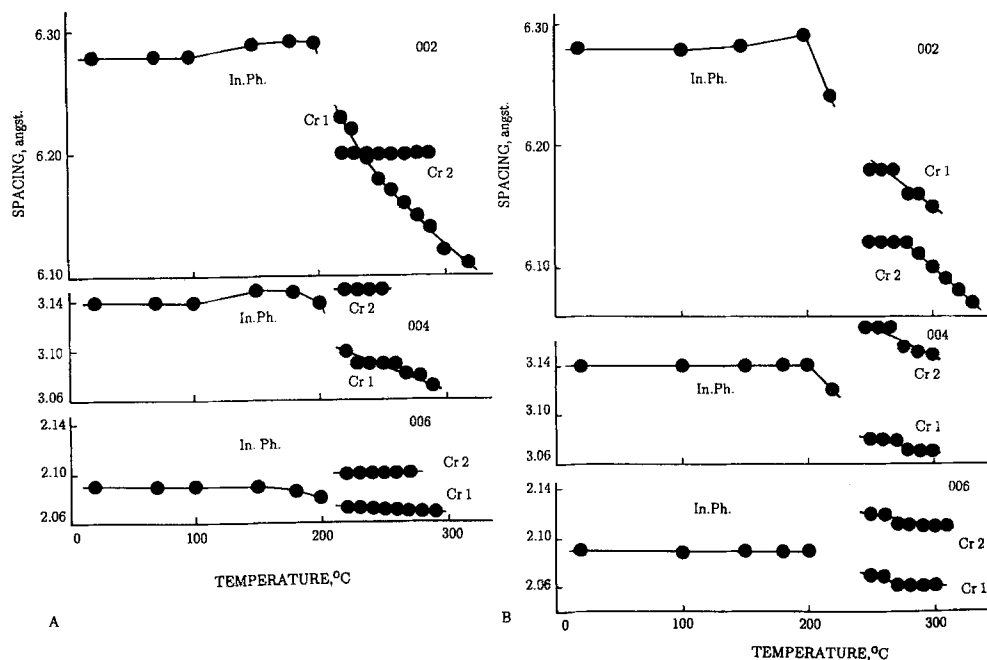 6.30
002
In.Ph.
Cr 1
6.20
Cr 2
SPACING, angst.
6.10
3.14
Cr 2
In.Ph.
004
3.10
Cr 1
3.06
2.14
006
In. Ph.
2.10
Cr 2
Cr 1
2.06
0
100
200
300
TEMPERATURE,°C
A
6.30
002
In.Ph.
6.20
SPACING, angst.
Cr 1
6.10
Cr 2
004
3.14
Cr 2
In.Ph.
3.10
Cr 1
3.06
2.14
006
In.Ph.
2.10
Cr 2
2.06
Cr 1
0
100
200
300
B
TEMPERATURE,°C